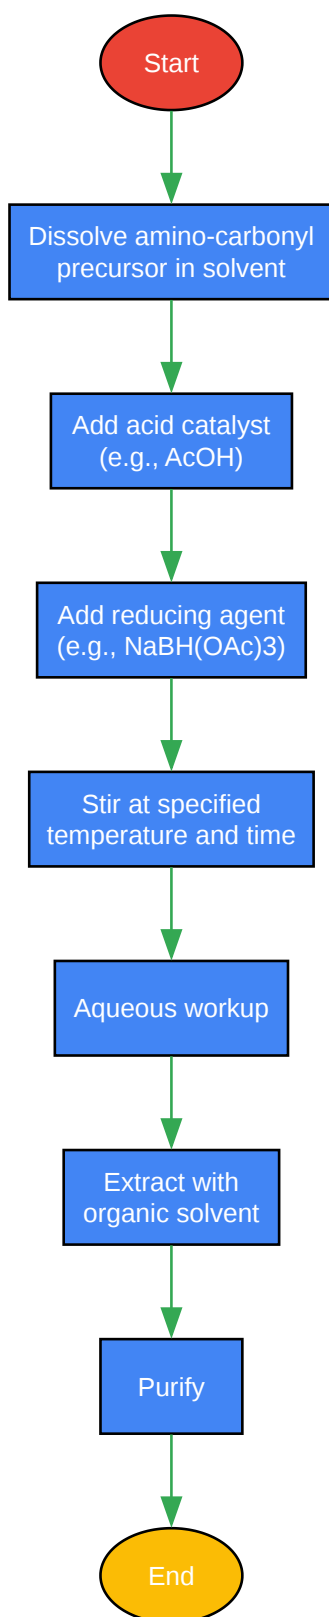 Start
Dissolve amino-carbonyl
precursor in solvent
Add acid catalyst
(e.g., AcOH)
Add reducing agent
(e.g., NaBH(OAc)3)
Stir at specified
temperature and time
Aqueous workup
Extract with
organic solvent
Purify
End